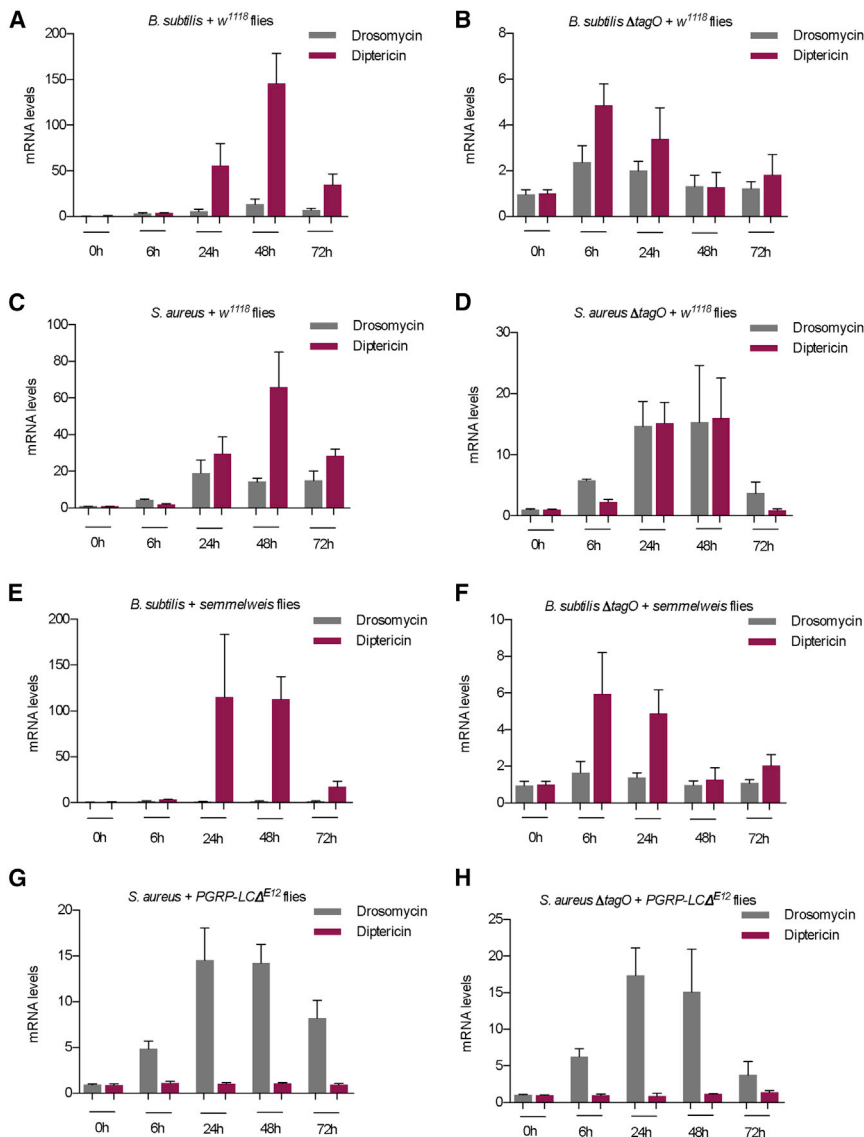 A
B. subtilis + w1118 flies
Drosomycin
Diptericin
mRNA levels
200
150
100
50
0
0h 6h 24h 48h 72h
B
B. subtilis ΔtagO + w1118 flies
Drosomycin
Diptericin
mRNA levels
8
6
4
2
0
0h 6h 24h 48h 72h
C
S. aureus + w1118 flies
Drosomycin
Diptericin
mRNA levels
100
80
60
40
20
0
0h 6h 24h 48h 72h
D
S. aureus ΔtagO + w1118 flies
Drosomycin
Diptericin
mRNA levels
30
20
10
0
0h 6h 24h 48h 72h
E
B. subtilis + semmelweis flies
Drosomycin
Diptericin
mRNA levels
200
150
100
50
0
0h 6h 24h 48h 72h
F
B. subtilis ΔtagO + semmelweis flies
Drosomycin
Diptericin
mRNA levels
10
8
6
4
2
0
0h 6h 24h 48h 72h
G
S. aureus + PGRP-LCΔE12 flies
Drosomycin
Diptericin
mRNA levels
20
15
10
5
0
0h 6h 24h 48h 72h
H
S. aureus ΔtagO + PGRP-LCΔE12 flies
Drosomycin
Diptericin
mRNA levels
25
20
15
10
5
0
0h 6h 24h 48h 72h